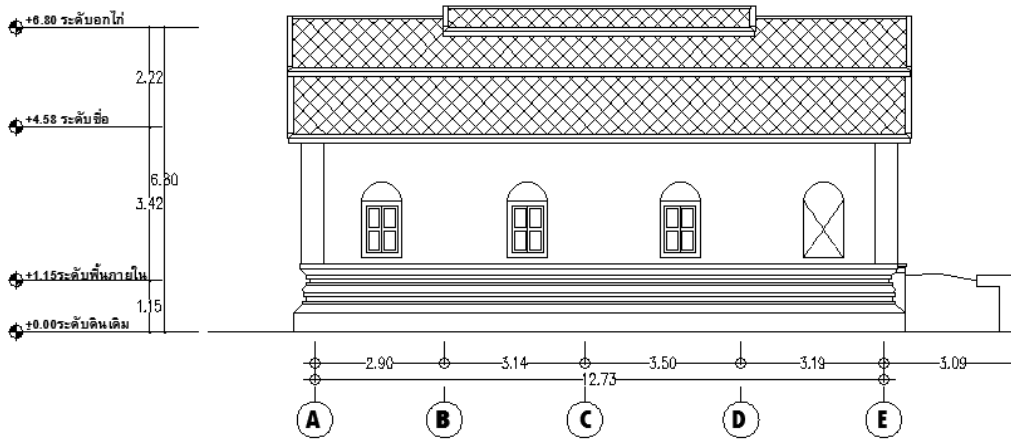 +6.80 ระดับอกไก่
2.22
+4.58 ระดับขื่อ
6.80
3.42
+1.15ระดับพื้นภายใน
1.15
±0.00ระดับดินเดิม
2.90 3.14 3.50 3.19 3.09
12.73
A B C D E